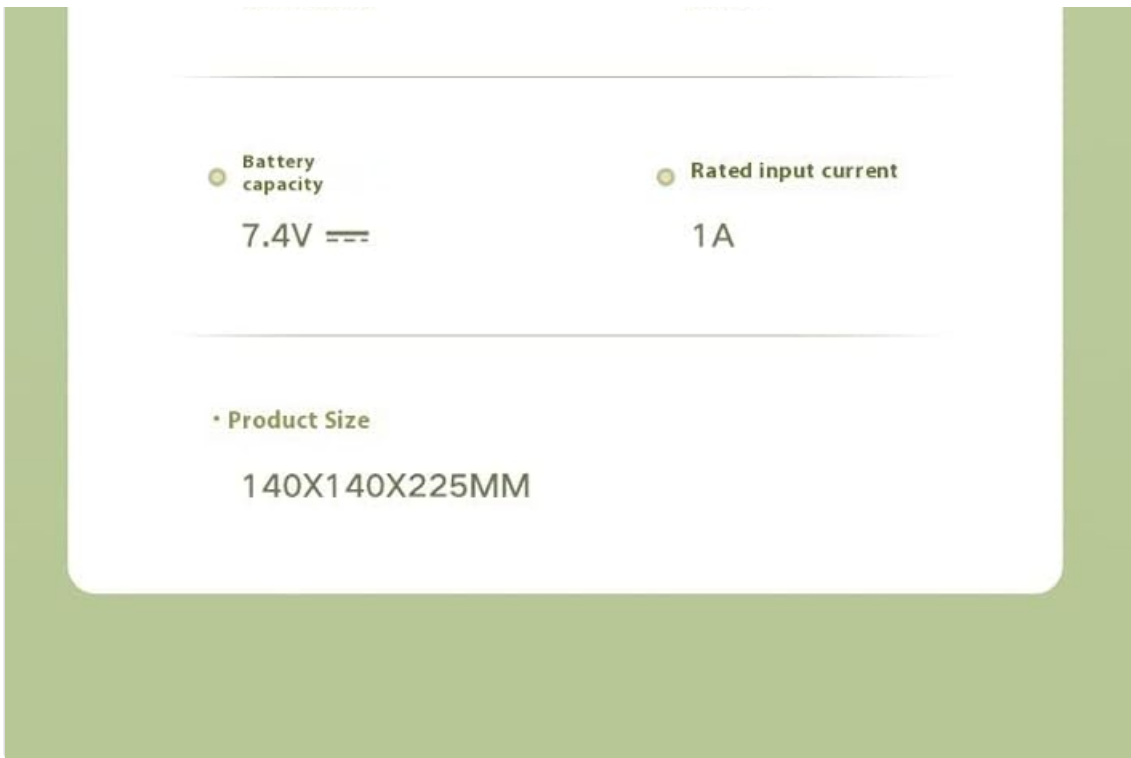 Battery
capacity
7.4V ⎓
Rated input current
1A
· Product Size
140X140X225MM